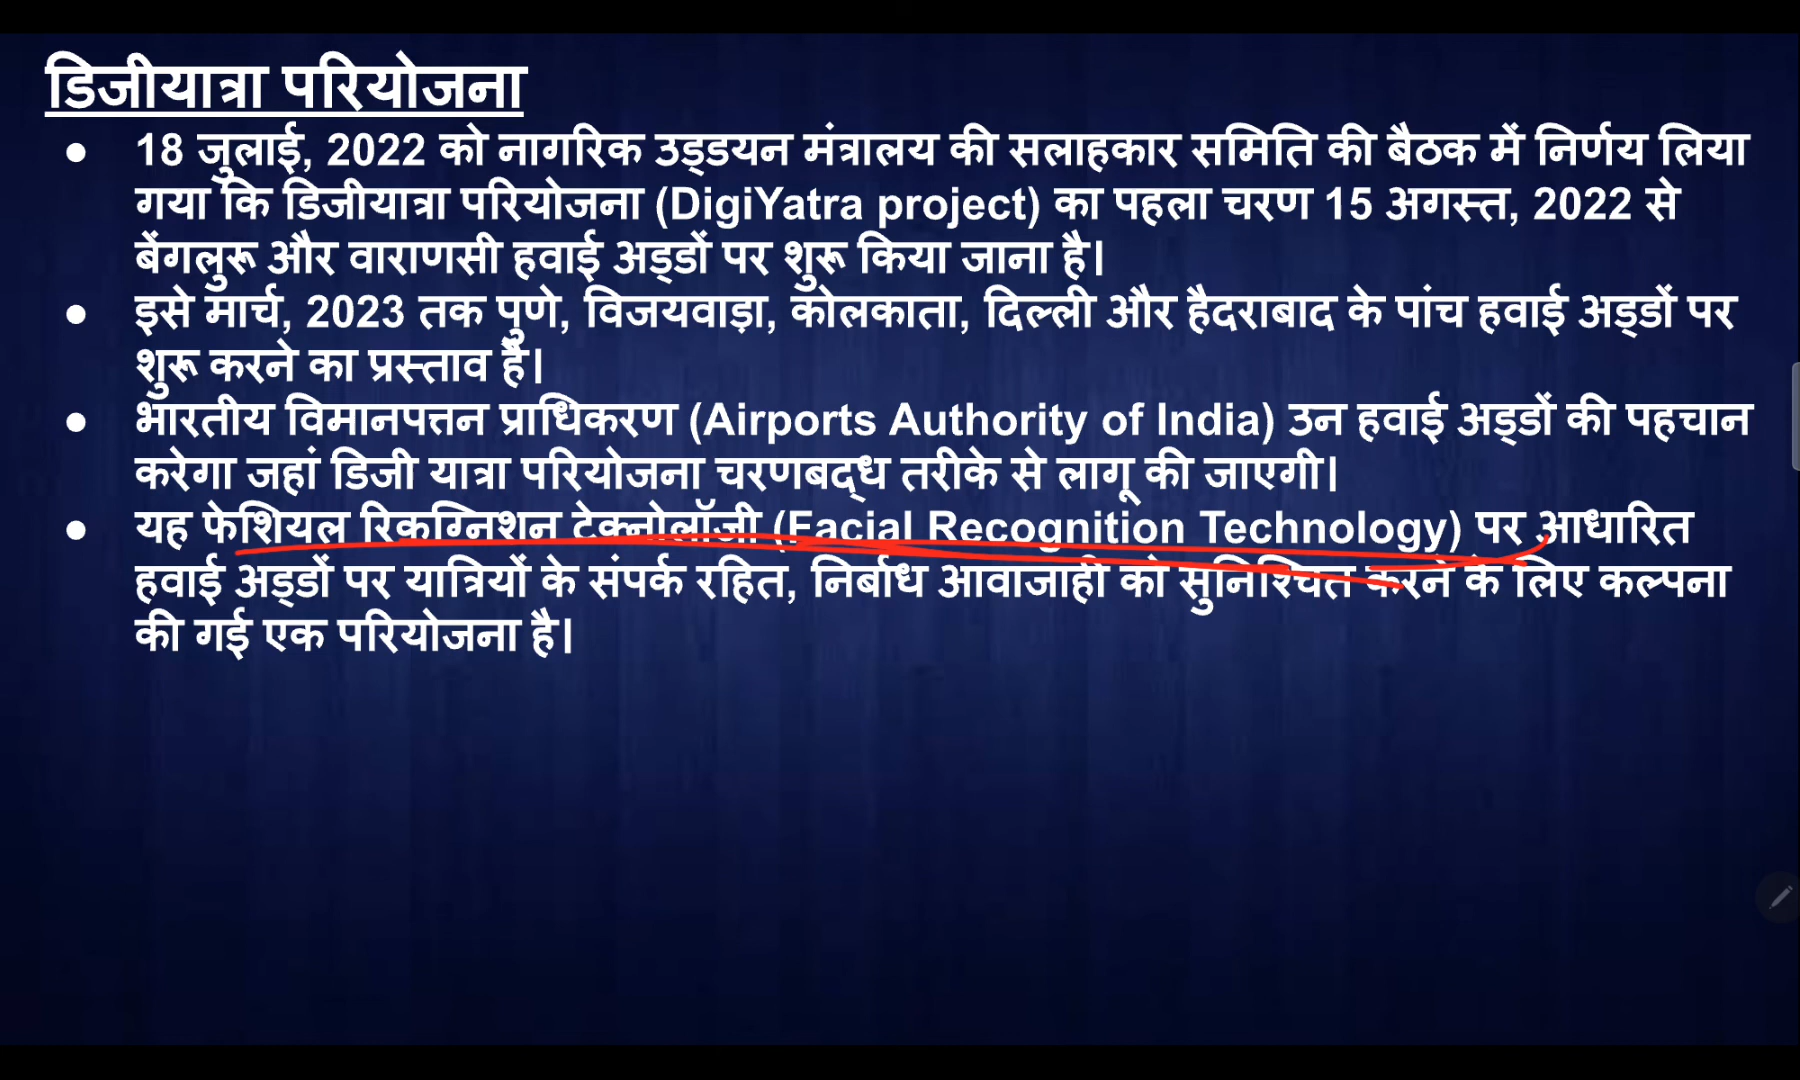 डिजीयात्रा परियोजना
● 18 जुलाई, 2022 को नागरिक उड्डयन मंत्रालय की सलाहकार समिति की बैठक में निर्णय लिया
गया कि डिजीयात्रा परियोजना (DigiYatra project) का पहला चरण 15 अगस्त, 2022 से
बेंगलुरू और वाराणसी हवाई अड्डों पर शुरू किया जाना है।
● इसे मार्च, 2023 तक पुणे, विजयवाड़ा, कोलकाता, दिल्ली और हैदराबाद के पांच हवाई अड्डों पर
शुरू करने का प्रस्ताव है।
● भारतीय विमानपत्तन प्राधिकरण (Airports Authority of India) उन हवाई अड्डों की पहचान
करेगा जहां डिजी यात्रा परियोजना चरणबद्ध तरीके से लागू की जाएगी।
● यह फेशियल रिकग्निशन टेक्नोलॉजी (Facial Recognition Technology) पर आधारित
हवाई अड्डों पर यात्रियों के संपर्क रहित, निर्बाध आवाजाही को सुनिश्चित करने के लिए कल्पना
की गई एक परियोजना है।